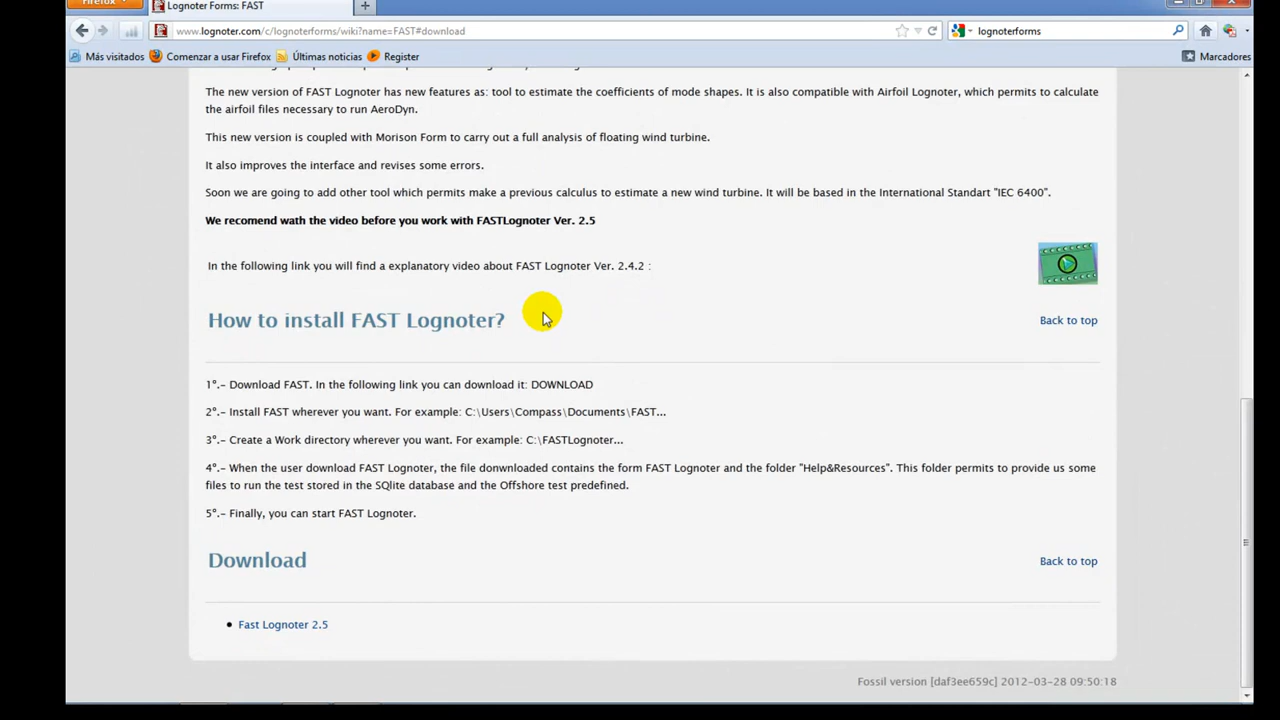 Firefox
Lognoter Forms: FAST
www.lognoter.com/c/lognoterforms/wiki?name=FAST#download
lognoterforms
Más visitados
Comenzar a usar Firefox
Últimas noticias
Register
Marcadores
The new version of FAST Lognoter has new features as: tool to estimate the coefficients of mode shapes. It is also compatible with Airfoil Lognoter, which permits to calculate
the airfoil files necessary to run AeroDyn.
This new version is coupled with Morison Form to carry out a full analysis of floating wind turbine.
It also improves the interface and revises some errors.
Soon we are going to add other tool which permits make a previous calculus to estimate a new wind turbine. It will be based in the International Standart "IEC 6400".
We recomend wath the video before you work with FASTLognoter Ver. 2.5
In the following link you will find a explanatory video about FAST Lognoter Ver. 2.4.2 :
How to install FAST Lognoter?
Back to top
1°.- Download FAST. In the following link you can download it: DOWNLOAD
2°.- Install FAST wherever you want. For example: C:\Users\Compass\Documents\FAST...
3°.- Create a Work directory wherever you want. For example: C:\FASTLognoter...
4°.- When the user download FAST Lognoter, the file donwnloaded contains the form FAST Lognoter and the folder "Help&Resources". This folder permits to provide us some
files to run the test stored in the SQlite database and the Offshore test predefined.
5°.- Finally, you can start FAST Lognoter.
Download
Back to top
Fast Lognoter 2.5
Fossil version [daf3ee659c] 2012-03-28 09:50:18